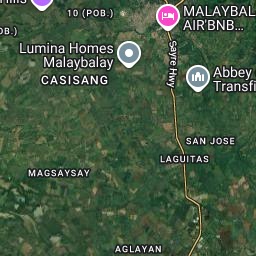 10 (POB.)
MALAYBAL
AIR'BNB...
Lumina Homes
Malaybalay
Sayre Hwy
CASISANG
Abbey
Transfi
SAN JOSE
LAGUITAS
MAGSAYSAY
AGLAYAN